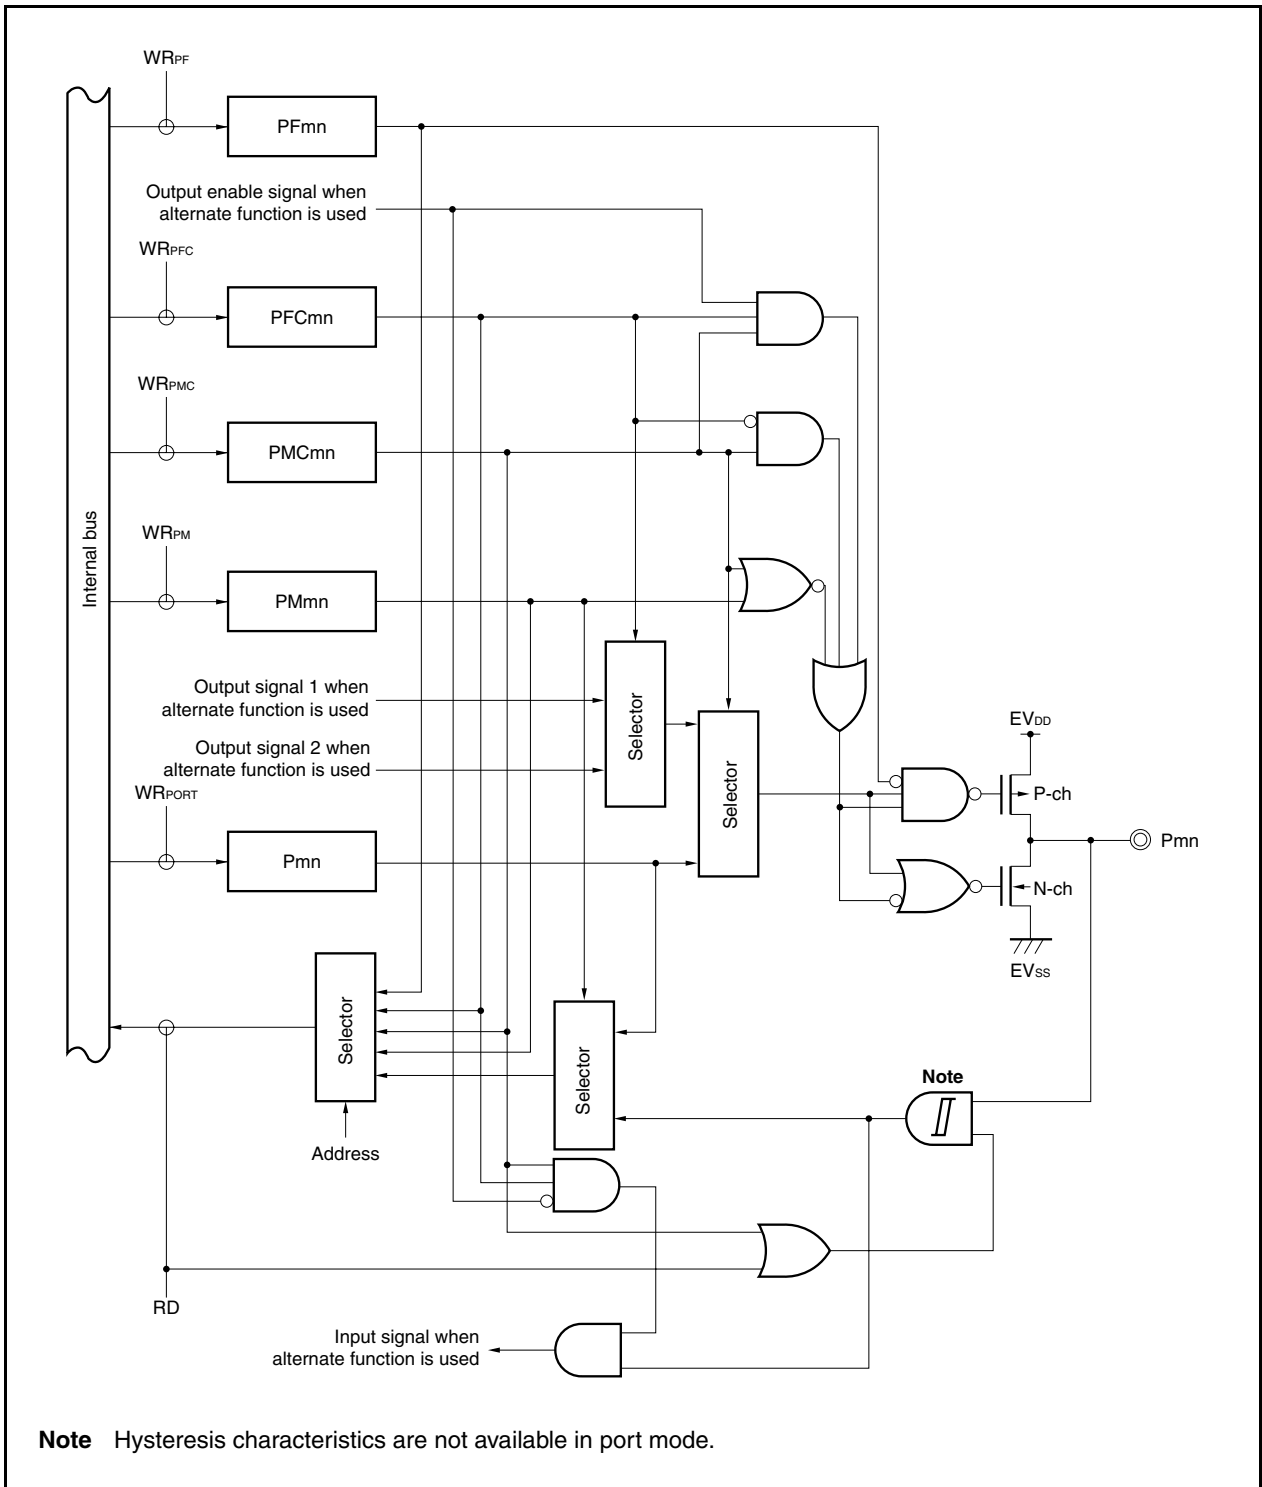 WRPF
PFmn
Output enable signal when
alternate function is used
WRPFC
PFCmn
WRPMC
PMCmn
Internal bus
WRPM
PMmn
Output signal 1 when
alternate function is used
Selector
Output signal 2 when
alternate function is used
Selector
EVDD
P-ch
WRPORT
Pmn
Pmn
N-ch
EVSS
Selector
Selector
Note
Address
RD
Input signal when
alternate function is used
Note Hysteresis characteristics are not available in port mode.